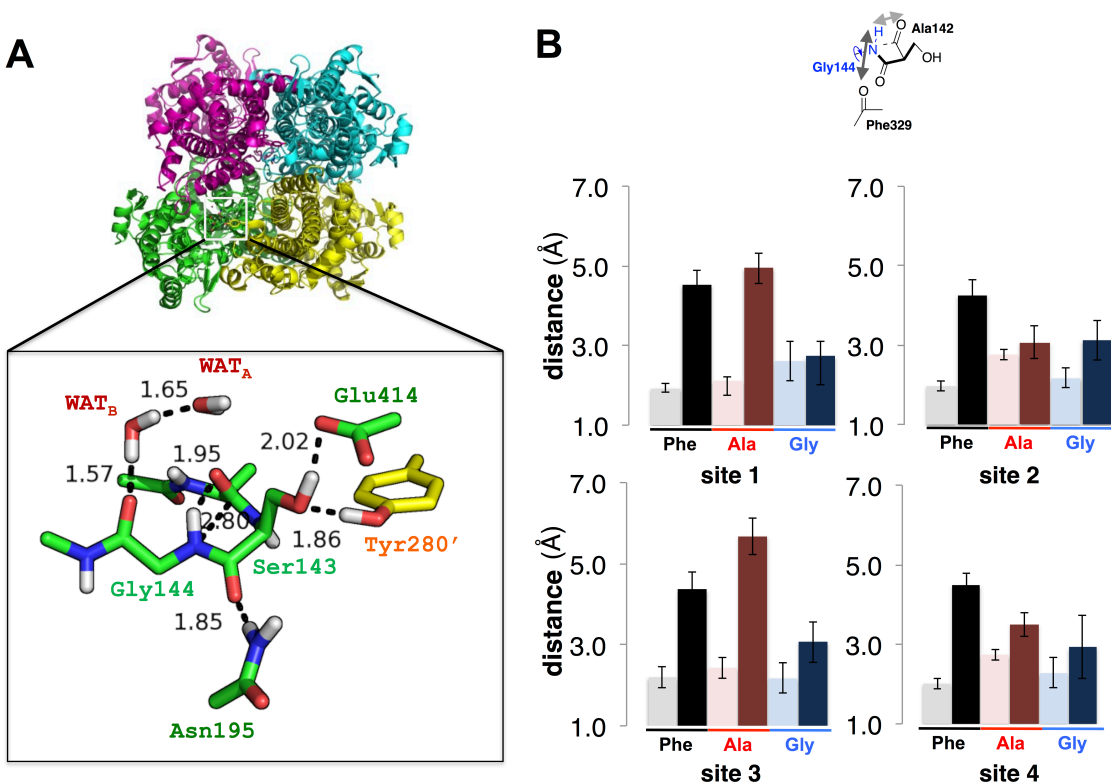 A
WAT_A
1.65
WAT_B
Glu414
2.02
1.95
1.57
2.80
1.86
Tyr280’
Ser143
Gly144
1.85
Asn195
B
H
O
Ala142
Gly144
N
OH
O
O
Phe329
distance (Å)
7.0
5.0
3.0
1.0
Phe Ala Gly
site 1
7.0
5.0
3.0
1.0
Phe Ala Gly
site 2
distance (Å)
7.0
5.0
3.0
1.0
Phe Ala Gly
site 3
7.0
5.0
3.0
1.0
Phe Ala Gly
site 4